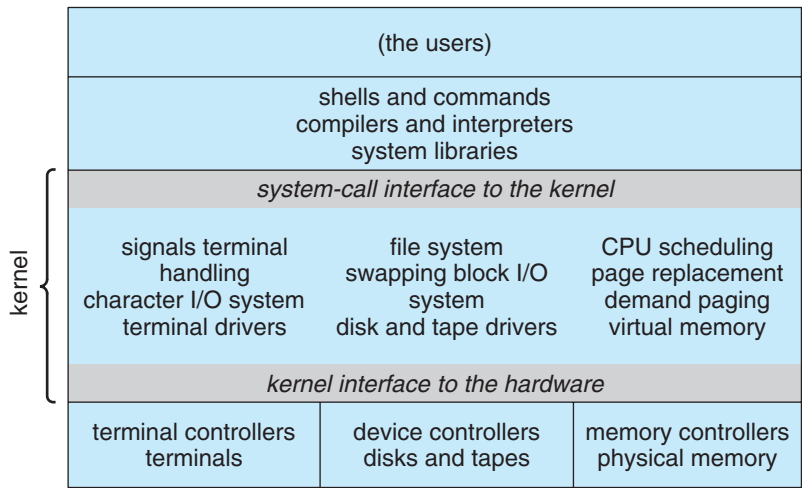 (the users)
shells and commands
compilers and interpreters
system libraries
kernel
system-call interface to the kernel
signals terminal
handling
character I/O system
terminal drivers
file system
swapping block I/O
system
disk and tape drivers
CPU scheduling
page replacement
demand paging
virtual memory
kernel interface to the hardware
terminal controllers
terminals
device controllers
disks and tapes
memory controllers
physical memory